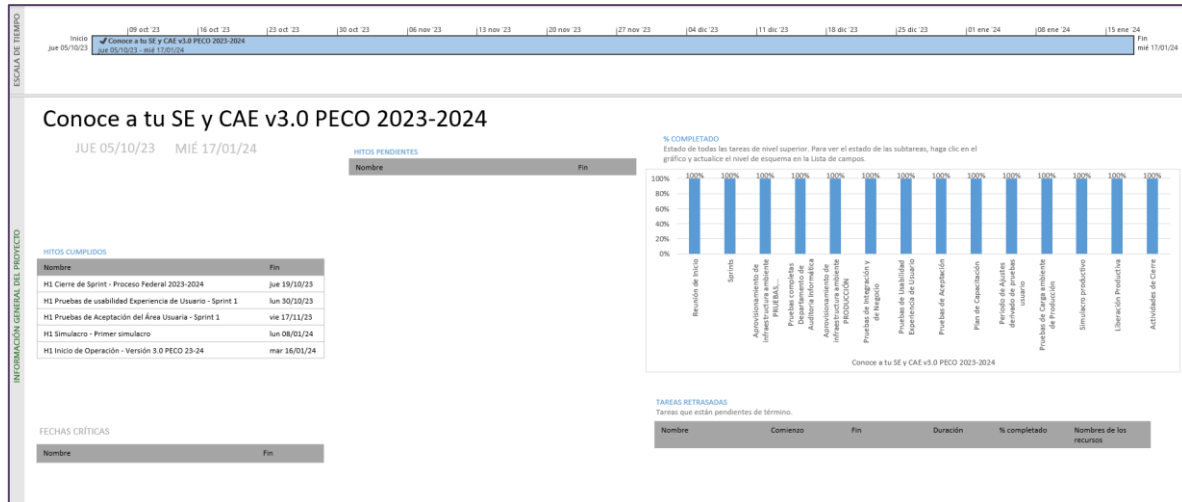 ESCALA DE TIEMPO
09 oct '23 16 oct '23 23 oct '23 30 oct '23 06 nov '23 13 nov '23 20 nov '23 27 nov '23 04 dic '23 11 dic '23 18 dic '23 25 dic '23 01 ene '24 08 ene '24 15 ene '24
Inicio
jue 05/10/23
Conoce a tu SE y CAE v3.0 PECO 2023-2024
jue 05/10/23 - mié 17/01/24
Fin
mié 17/01/24
INFORMACIÓN GENERAL DEL PROYECTO
Conoce a tu SE y CAE v3.0 PECO 2023-2024
JUE 05/10/23 MIÉ 17/01/24
HITOS PENDIENTES
Nombre Fin
HITOS CUMPLIDOS
Nombre Fin
H1 Cierre de Sprint - Proceso Federal 2023-2024 jue 19/10/23
H1 Pruebas de usabilidad Experiencia de Usuario - Sprint 1 lun 30/10/23
H1 Pruebas de Aceptación del Área Usuaria - Sprint 1 vie 17/11/23
H1 Simulacro - Primer simulacro lun 08/01/24
H1 Inicio de Operación - Versión 3.0 PECO 23-24 mar 16/01/24
FECHAS CRÍTICAS
Nombre Fin
% COMPLETADO
Estado de todas las tareas de nivel superior. Para ver el estado de las subtareas, haga clic en el
gráfico y actualice el nivel de esquema en la Lista de campos.
100% 100% 100% 100% 100% 100% 100% 100% 100% 100% 100% 100% 100% 100%
100%
80%
60%
40%
20%
0%
Reunión de Inicio
Sprints
Aprovisionamiento de
infraestructura ambiente
PRUEBAS,...
Pruebas completas
Departamento de
Auditoría Informática
Aprovisionamiento de
infraestructura ambiente
PRODUCCIÓN
Pruebas de Integración y
de Negocio
Pruebas de Usabilidad
Experiencia de Usuario
Pruebas de Aceptación
Plan de Capacitación
Periodo de Ajustes
derivado de pruebas
usuario
Pruebas de Carga ambiente
de Producción
Simulacro productivo
Liberación Productiva
Actividades de Cierre
Conoce a tu SE y CAE v3.0 PECO 2023-2024
TAREAS RETRASADAS
Tareas que están pendientes de término.
Nombre Comienzo Fin Duración % completado Nombres de los
recursos